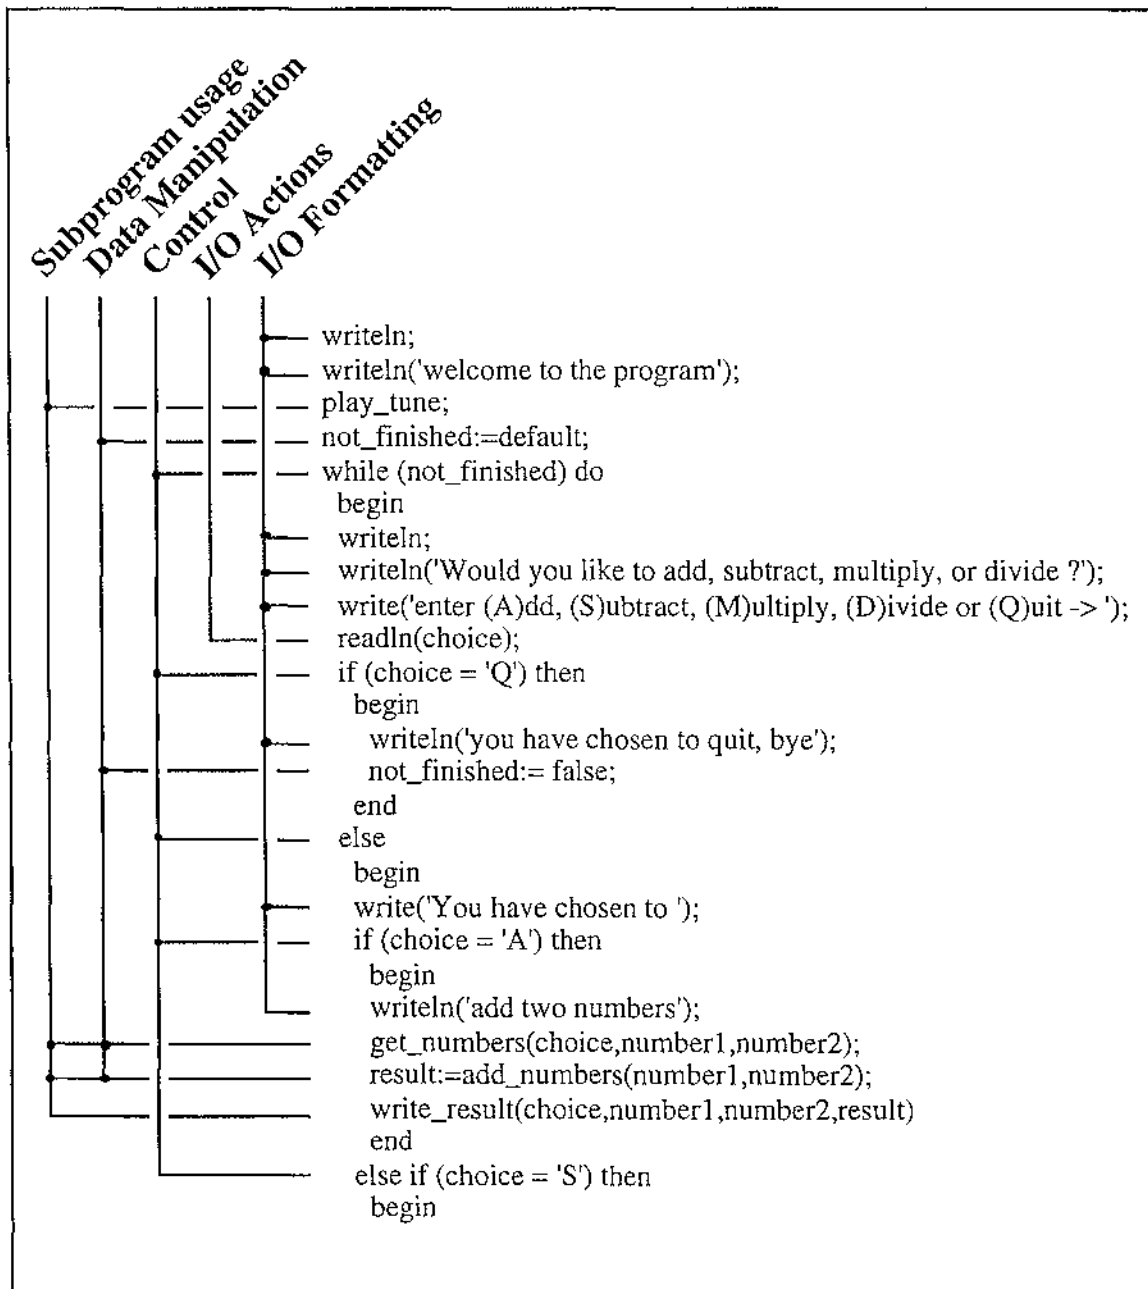 Subprogram usage
Data Manipulation
Control
I/O Actions
I/O Formatting
writeln;
writeln('welcome to the program');
play_tune;
not_finished:=default;
while (not_finished) do
begin
writeln;
writeln('Would you like to add, subtract, multiply, or divide ?');
write('enter (A)dd, (S)ubtract, (M)ultiply, (D)ivide or (Q)uit -> ');
readln(choice);
if (choice = 'Q') then
begin
writeln('you have chosen to quit, bye');
not_finished:= false;
end
else
begin
write('You have chosen to ');
if (choice = 'A') then
begin
writeln('add two numbers');
get_numbers(choice,number1,number2);
result:=add_numbers(number1,number2);
write_result(choice,number1,number2,result)
end
else if (choice = 'S') then
begin